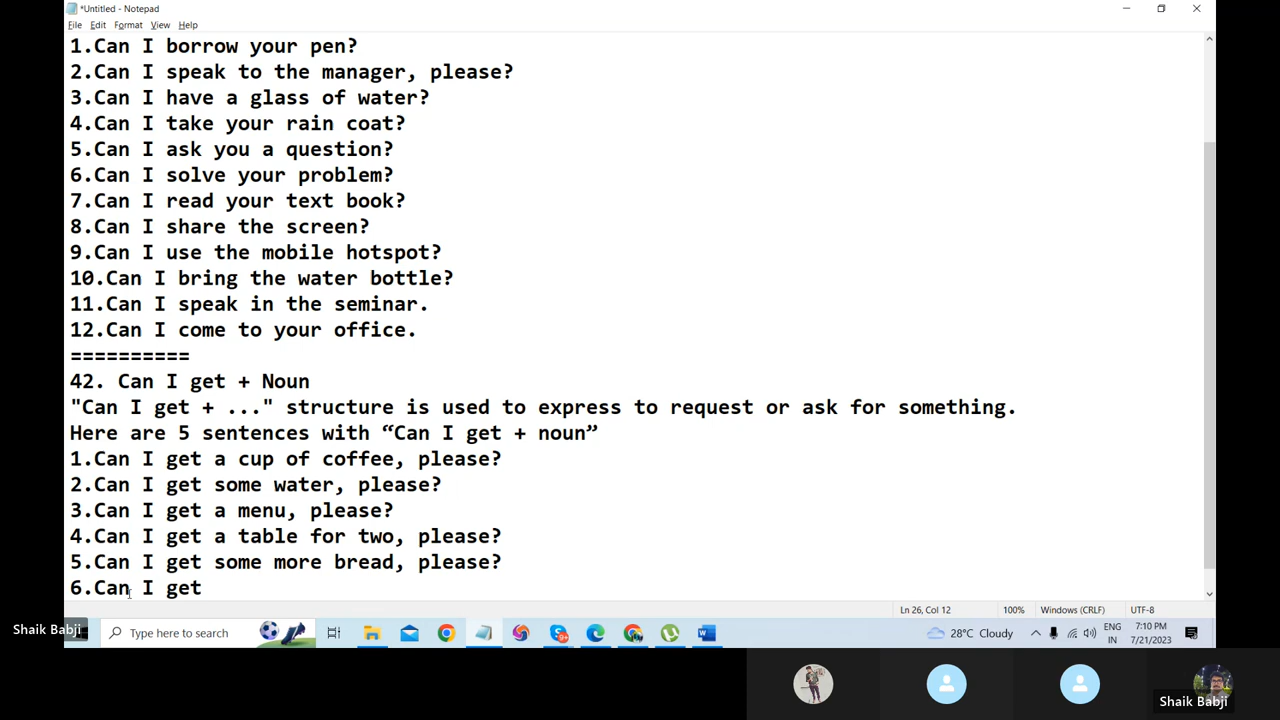 *Untitled - Notepad
File Edit Format View Help
1.Can I borrow your pen?
2.Can I speak to the manager, please?
3.Can I have a glass of water?
4.Can I take your rain coat?
5.Can I ask you a question?
6.Can I solve your problem?
7.Can I read your text book?
8.Can I share the screen?
9.Can I use the mobile hotspot?
10.Can I bring the water bottle?
11.Can I speak in the seminar.
12.Can I come to your office.
==========
42. Can I get + Noun
"Can I get + ..." structure is used to express to request or ask for something.
Here are 5 sentences with “Can I get + noun”
1.Can I get a cup of coffee, please?
2.Can I get some water, please?
3.Can I get a menu, please?
4.Can I get a table for two, please?
5.Can I get some more bread, please?
6.Can I get
Ln 26, Col 12 100% Windows (CRLF) UTF-8
Shaik Babji
Type here to search
28°C Cloudy
ENG
IN
7:10 PM
7/21/2023
Shaik Babji